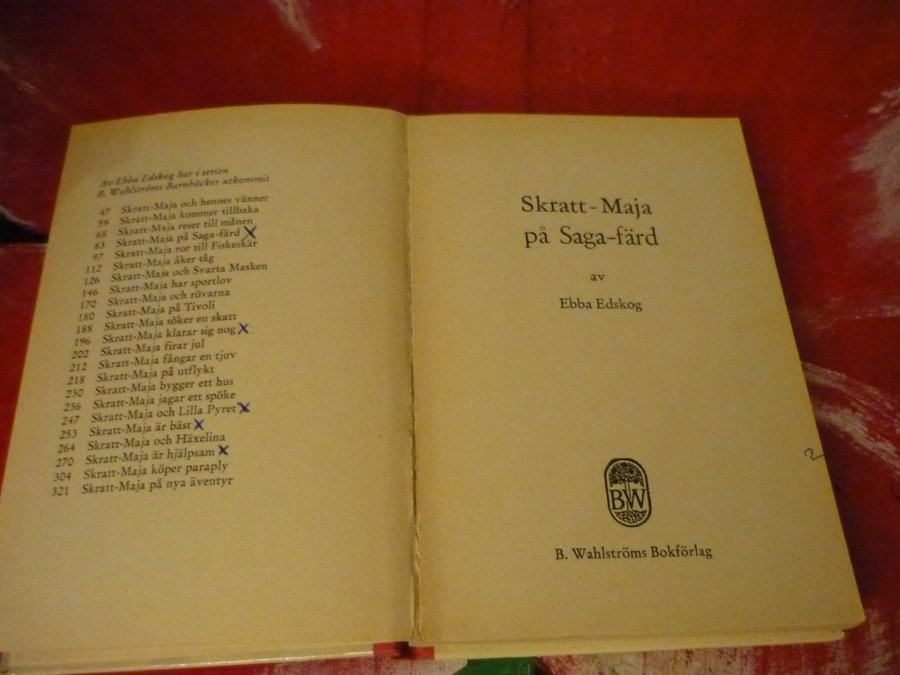 Av Ebba Edskog har i serien
B. Wahlströms Barnböcker utkommit
47 Skratt-Maja och hennes vänner
59 Skratt-Maja kommer tillbaka
68 Skratt-Maja reser till månen
83 Skratt-Maja på Saga-färd X
97 Skratt-Maja ror till Fiskeskär
112 Skratt-Maja åker tåg
126 Skratt-Maja och Svarta Masken
146 Skratt-Maja har sportlov
170 Skratt-Maja och rövarna
180 Skratt-Maja på Tivoli
188 Skratt-Maja söker en skatt
196 Skratt-Maja klarar sig nog X
202 Skratt-Maja firar jul
212 Skratt-Maja fångar en tjuv
218 Skratt-Maja på utflykt
230 Skratt-Maja bygger ett hus
236 Skratt-Maja jagar ett spöke
247 Skratt-Maja och Lilla Pyret X
253 Skratt-Maja är bäst X
264 Skratt-Maja och Häxelina
270 Skratt-Maja är hjälpsam X
304 Skratt-Maja köper paraply
321 Skratt-Maja på nya äventyr
Skratt-Maja
på Saga-färd
av
Ebba Edskog
2
BW
B. Wahlströms Bokförlag